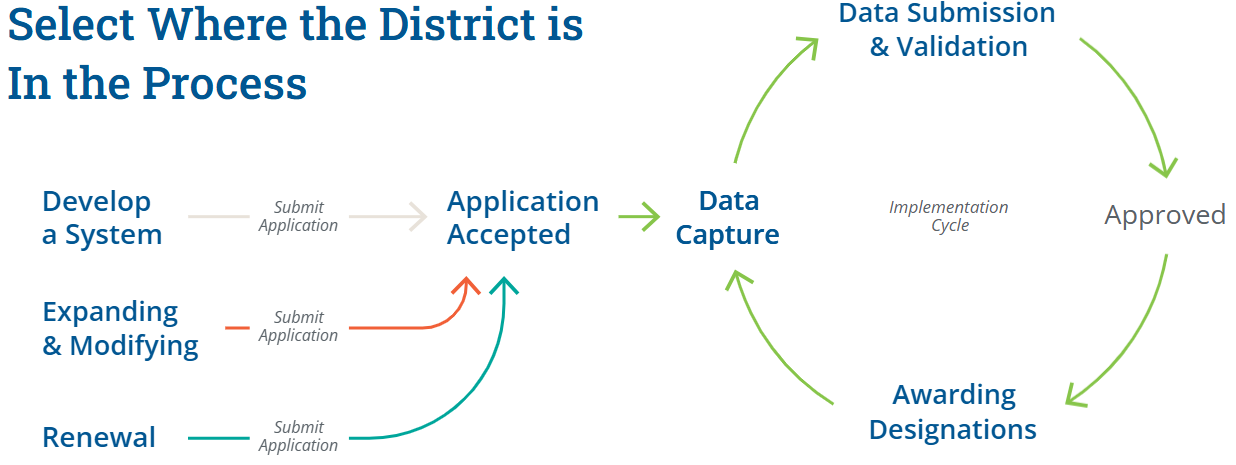 Select Where the District is
In the Process
Data Submission
& Validation
Develop
a System
Submit
Application
Application
Accepted
Data
Capture
Implementation
Cycle
Approved
Expanding
& Modifying
Submit
Application
Renewal
Submit
Application
Awarding
Designations